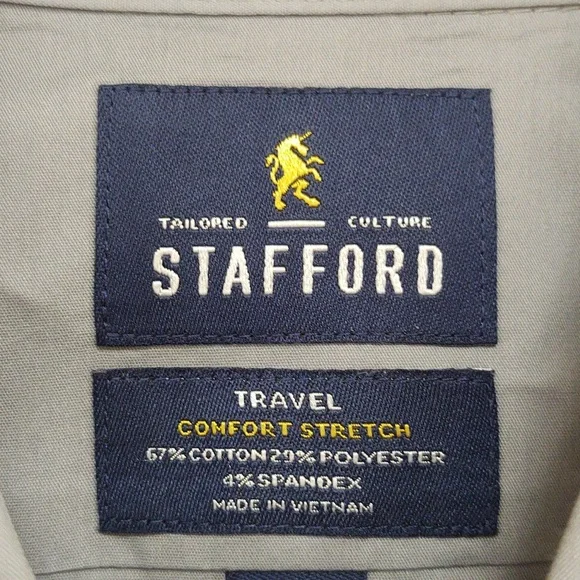 TAILORED CULTURE
STAFFORD
TRAVEL
COMFORT STRETCH
67% COTTON 29% POLYESTER
4% SPANDEX
MADE IN VIETNAM